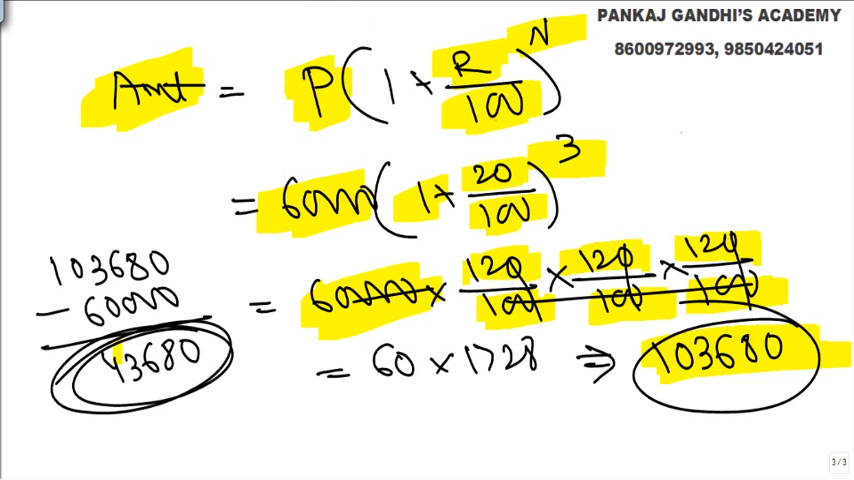 PANKAJ GANDHI'S ACADEMY
8600972993, 9850424051
Amt = P(1 + R/100)^N
= 60000(1 + 20/100)^3
= 60000 × 120/100 × 120/100 × 120/100
= 60 × 1728 ⇒ 103680
103680
- 60000
43680
3/3